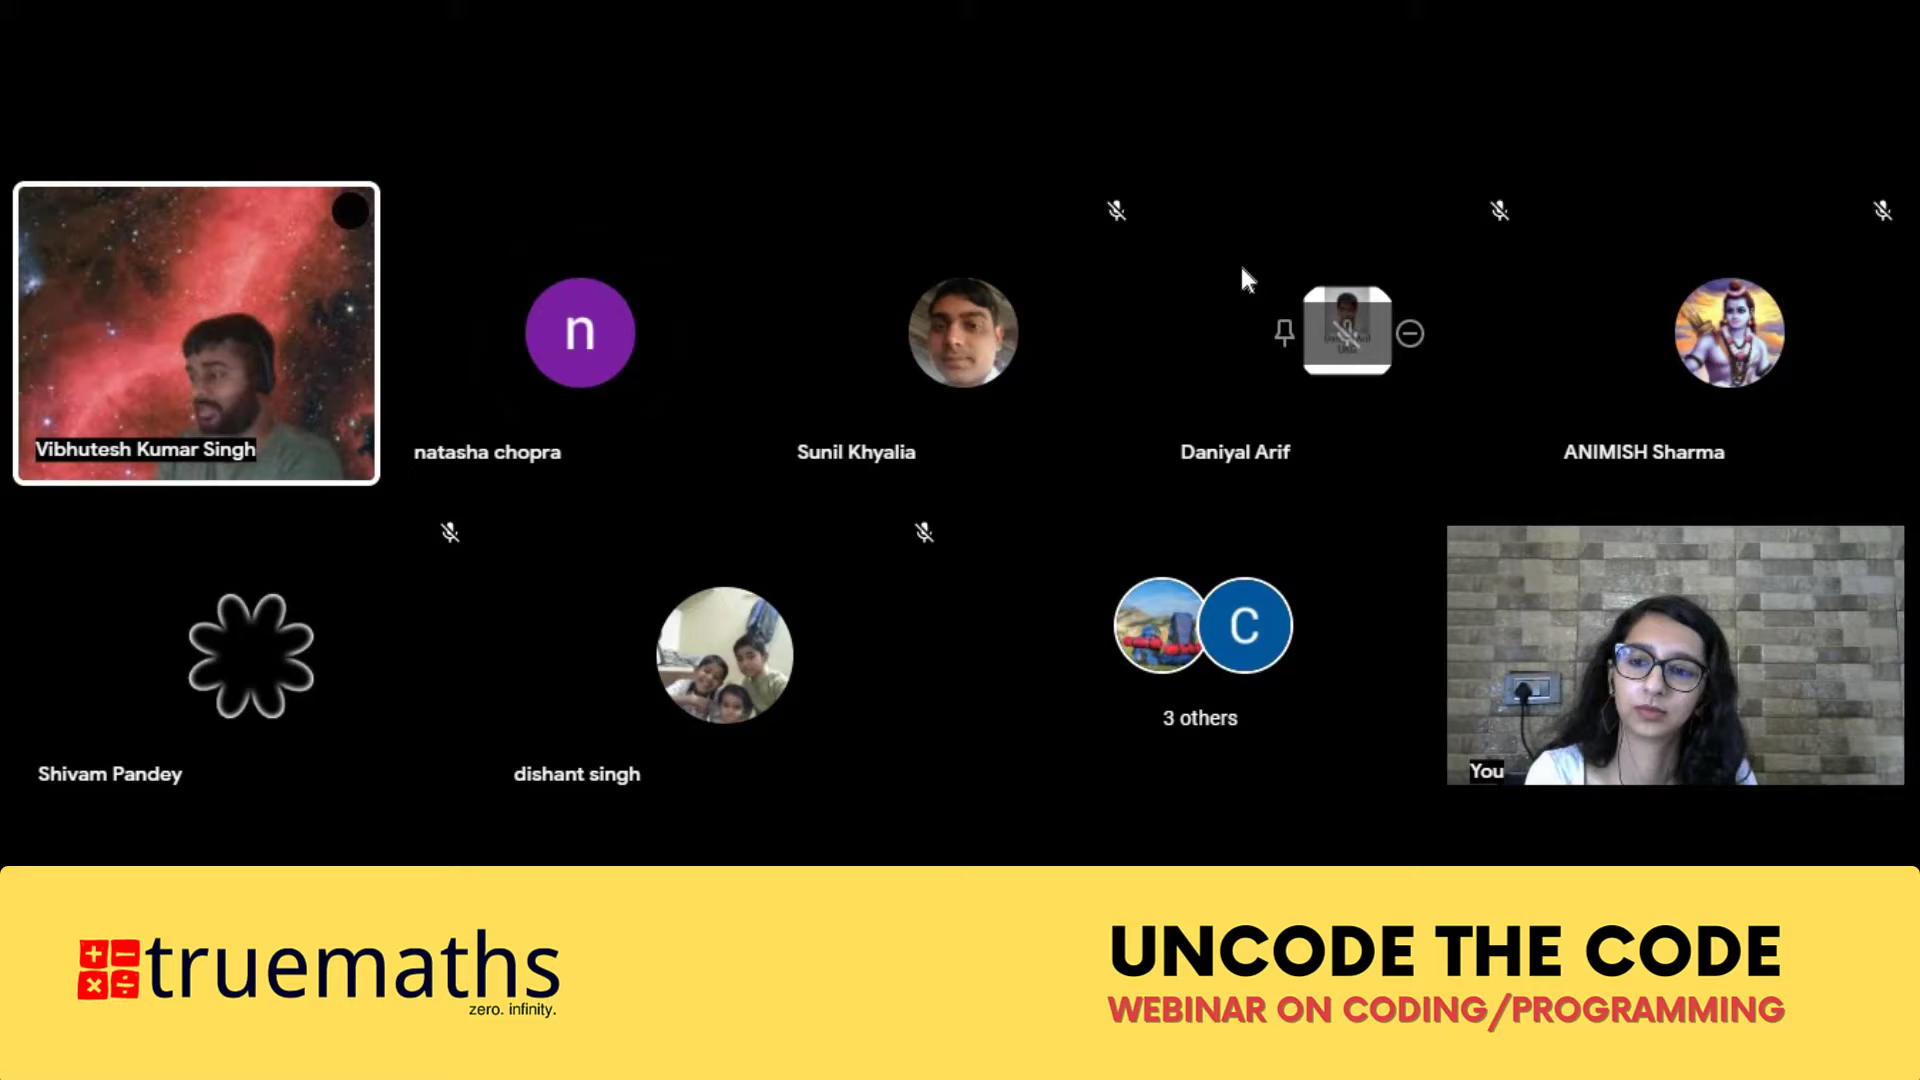 Vibhutesh Kumar Singh
n
natasha chopra
Sunil Khyalia
Daniyal Arif
ANIMISH Sharma
Shivam Pandey
dishant singh
C
3 others
You
truemaths
zero. infinity.
UNCODE THE CODE
WEBINAR ON CODING/PROGRAMMING